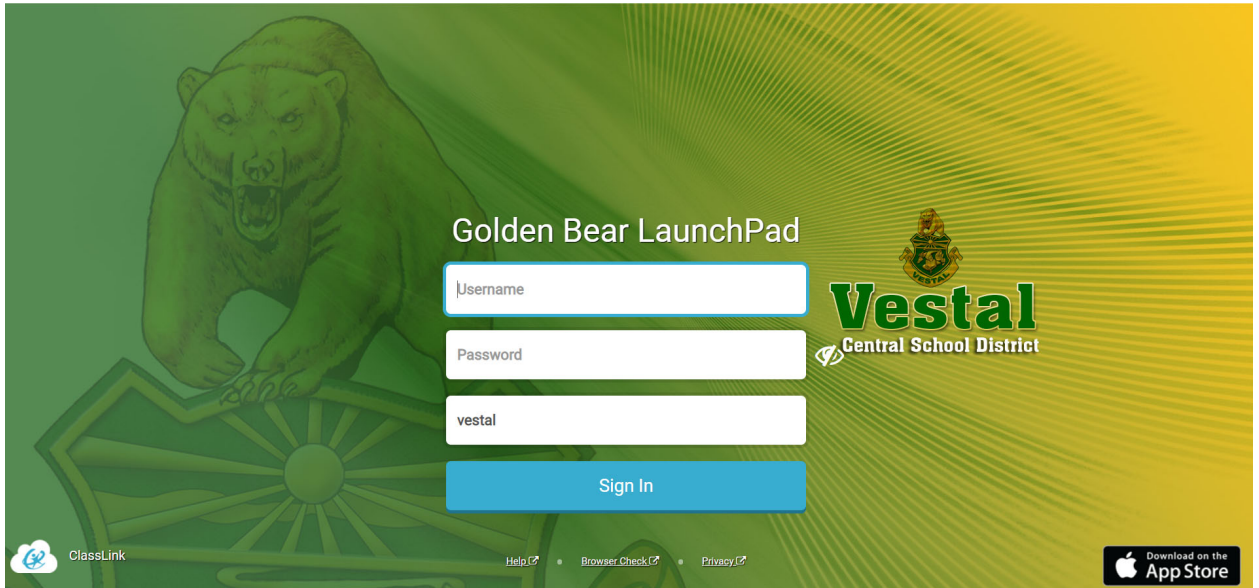 Golden Bear LaunchPad
Username
Password
vestal
Sign In
VESTAL
Vestal
Central School District
ClassLink
Help
Browser Check
Privacy
Download on the
App Store